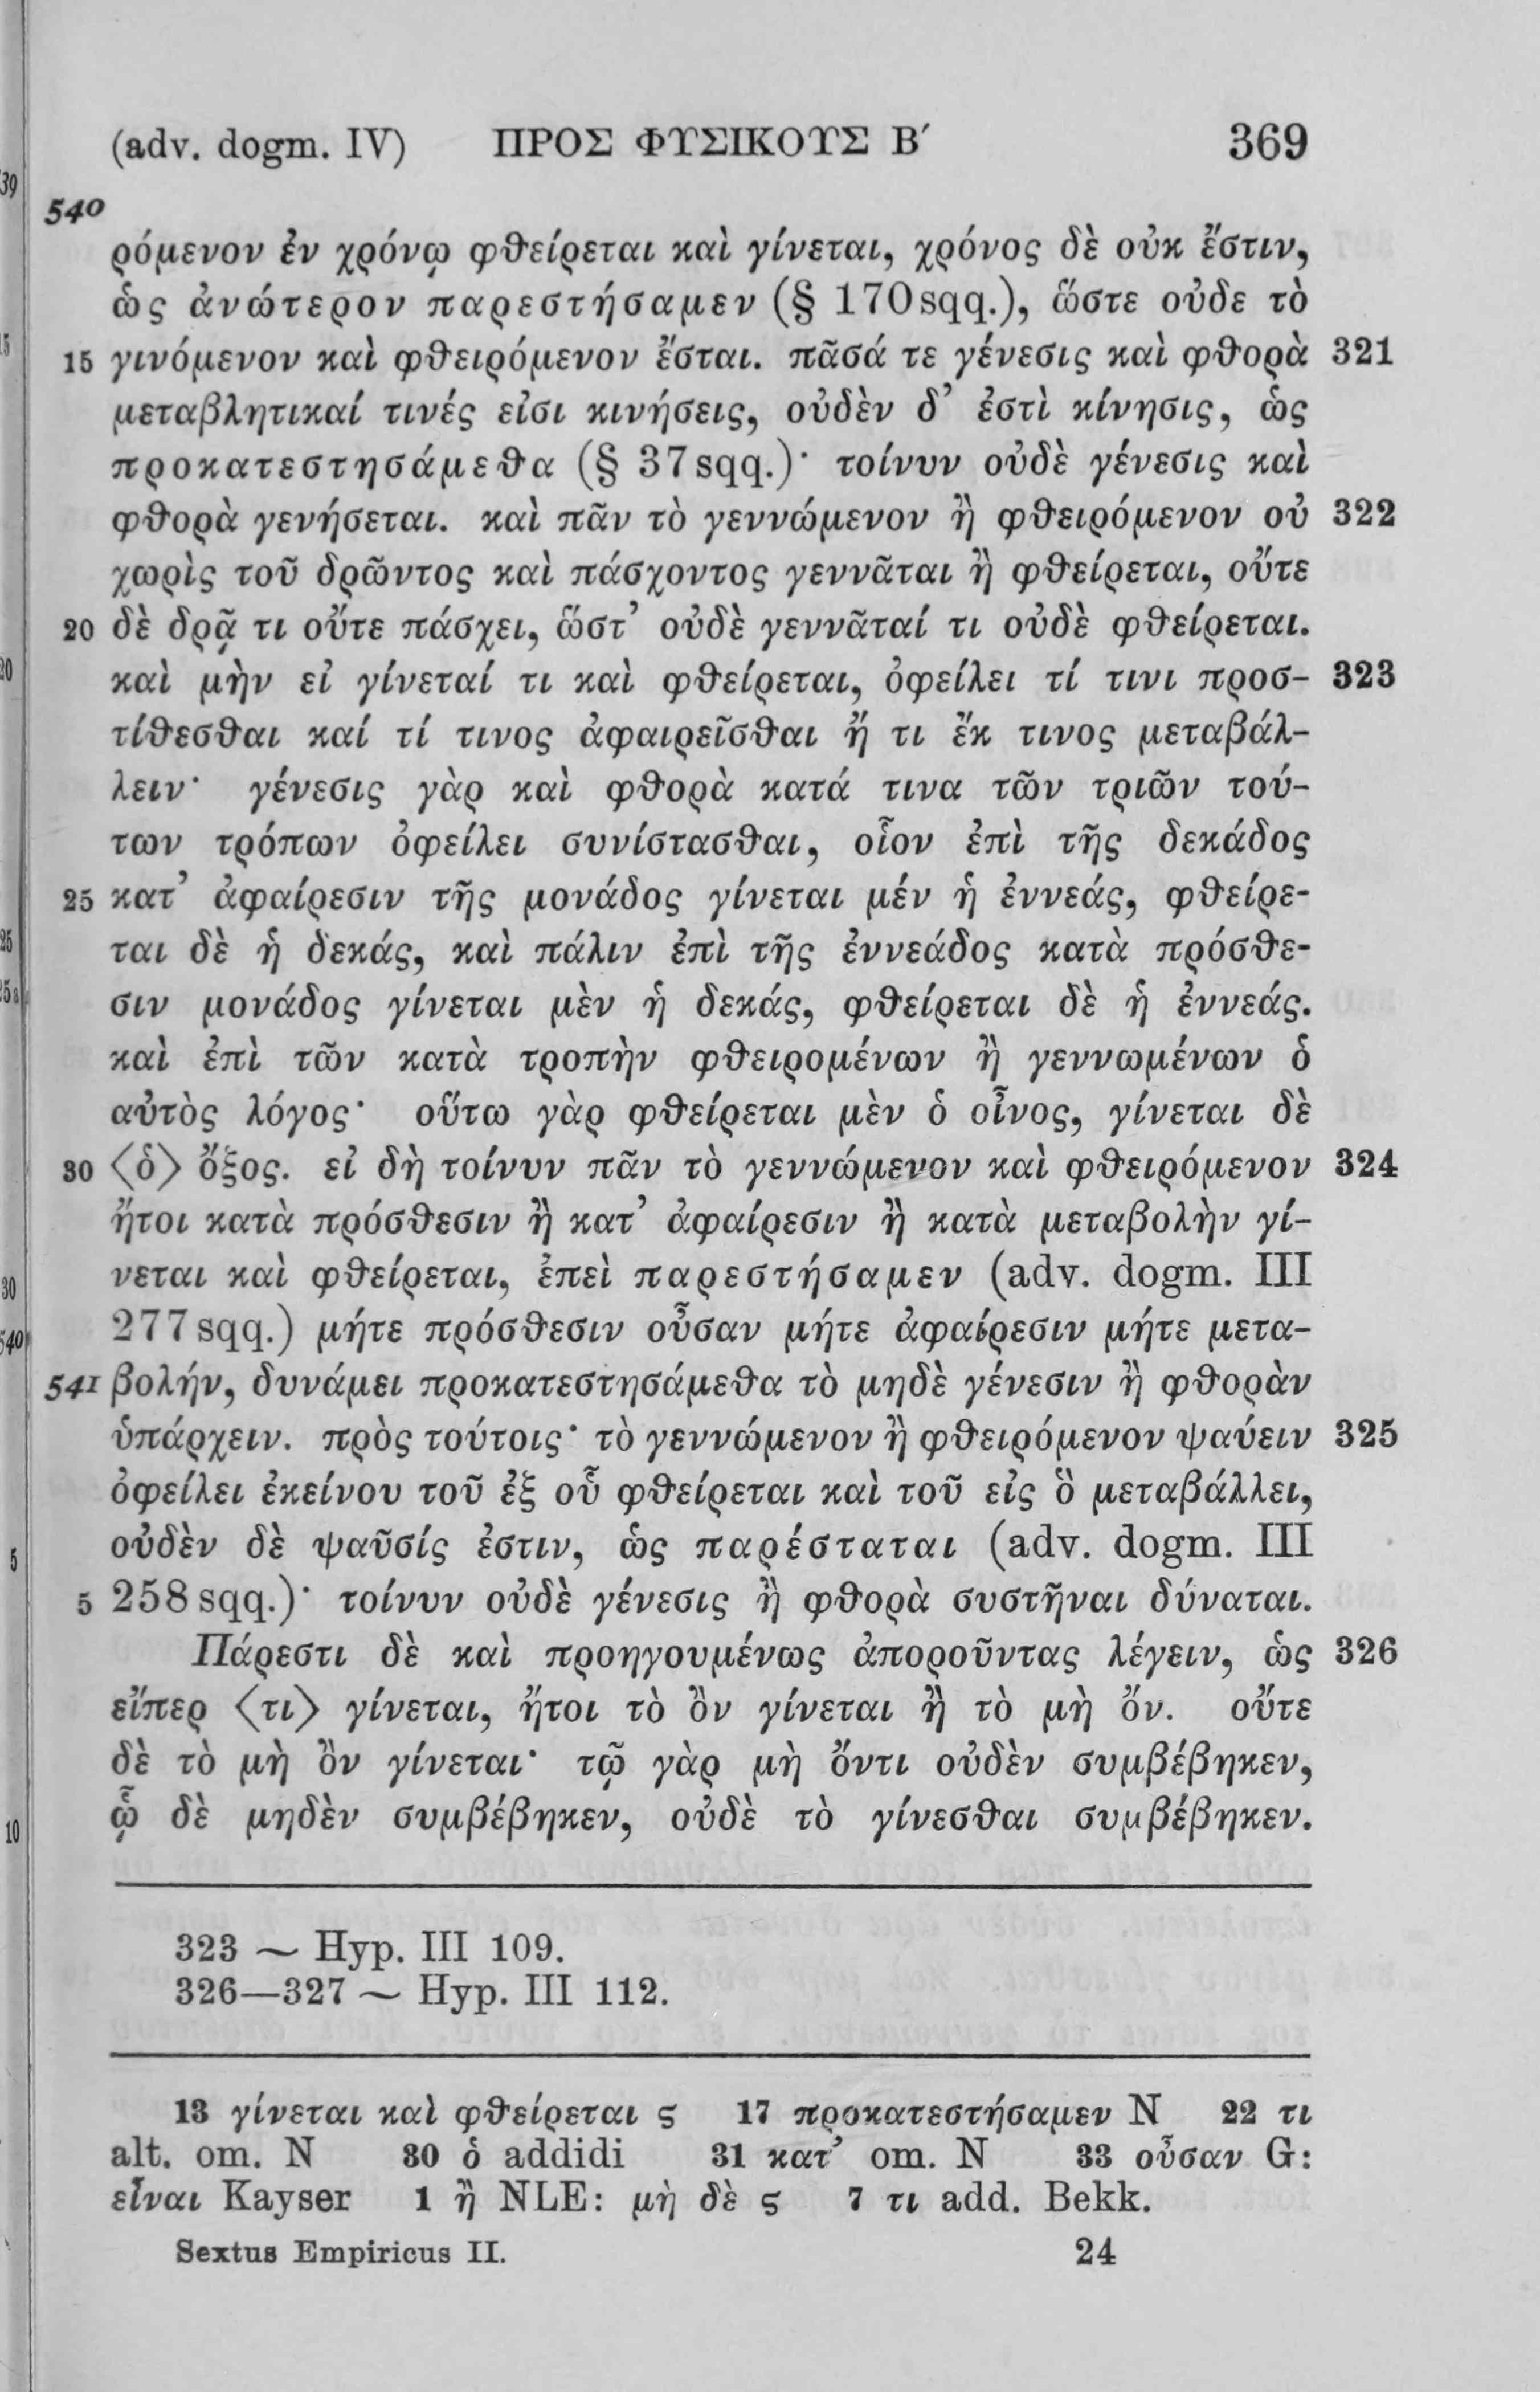 (adv. dogm. IV) ΠΡΟΣ ΦΥΣΙΚΟΥΣ Β′ 369
540
ρόμενον ἐν χρόνῳ φθείρεται καὶ γίνεται, χρόνος δὲ οὐκ ἔστιν,
ὡς ἀνώτερον παρεστήσαμεν (§ 170 sqq.), ὥστε οὐδε τὸ
15 γινόμενον καὶ φθειρόμενον ἔσται. πᾶσά τε γένεσις καὶ φθορὰ 321
μεταβλητικαί τινές εἰσι κινήσεις, οὐδὲν δ’ ἐστὶ κίνησις, ὡς
προκατεστησάμεθα (§ 37 sqq.)· τοίνυν οὐδὲ γένεσις καὶ
φθορὰ γενήσεται. καὶ πᾶν τὸ γεννώμενον ἢ φθειρόμενον οὐ 322
χωρὶς τοῦ δρῶντος καὶ πάσχοντος γεννᾶται ἢ φθείρεται, οὔτε
20 δὲ δρᾷ τι οὔτε πάσχει, ὥστ’ οὐδὲ γεννᾶταί τι οὐδὲ φθείρεται.
καὶ μὴν εἰ γίνεταί τι καὶ φθείρεται, ὀφείλει τί τινι προσ- 323
τίθεσθαι καί τί τινος ἀφαιρεῖσθαι ἤ τι ἔκ τινος μεταβάλ-
λειν· γένεσις γὰρ καὶ φθορὰ κατά τινα τῶν τριῶν τού-
των τρόπων ὀφείλει συνίστασθαι, οἷον ἐπὶ τῆς δεκάδος
25 κατ’ ἀφαίρεσιν τῆς μονάδος γίνεται μέν ἡ ἐννεάς, φθείρε-
ται δὲ ἡ δεκάς, καὶ πάλιν ἐπὶ τῆς ἐννεάδος κατὰ πρόσθε-
σιν μονάδος γίνεται μὲν ἡ δεκάς, φθείρεται δὲ ἡ ἐννεάς.
καὶ ἐπὶ τῶν κατὰ τροπὴν φθειρομένων ἢ γεννωμένων ὁ
αὐτὸς λόγος· οὕτω γὰρ φθείρεται μὲν ὁ οἶνος, γίνεται δὲ
30 〈ὁ〉 ὄξος. εἰ δὴ τοίνυν πᾶν τὸ γεννώμενον καὶ φθειρόμενον 324
ἤτοι κατὰ πρόσθεσιν ἢ κατ’ ἀφαίρεσιν ἢ κατὰ μεταβολὴν γί-
νεται καὶ φθείρεται, ἐπεὶ παρεστήσαμεν (adv. dogm. III
277 sqq.) μήτε πρόσθεσιν οὖσαν μήτε ἀφαίρεσιν μήτε μετα-
541 βολήν, δυνάμει προκατεστησάμεθα τὸ μηδὲ γένεσιν ἢ φθορὰν
ὑπάρχειν. πρὸς τούτοις· τὸ γεννώμενον ἢ φθειρόμενον ψαύειν 325
ὀφείλει ἐκείνου τοῦ ἐξ οὗ φθείρεται καὶ τοῦ εἰς ὃ μεταβάλλει,
οὐδὲν δὲ ψαῦσίς ἐστιν, ὡς παρέσταται (adv. dogm. III
5 258 sqq.)· τοίνυν οὐδὲ γένεσις ἢ φθορὰ συστῆναι δύναται.
Πάρεστι δὲ καὶ προηγουμένως ἀποροῦντας λέγειν, ὡς 326
εἴπερ 〈τι〉 γίνεται, ἤτοι τὸ ὂν γίνεται ἢ τὸ μὴ ὄν. οὔτε
δὲ τὸ μὴ ὂν γίνεται· τῷ γὰρ μὴ ὄντι οὐδὲν συμβέβηκεν,
ᾧ δὲ μηδὲν συμβέβηκεν, οὐδὲ τὸ γίνεσθαι συμβέβηκεν.
323 ∼ Hyp. III 109.
326—327 ∼ Hyp. III 112.
13 γίνεται καὶ φθείρεται ς 17 προκατεστήσαμεν N 22 τι
alt. om. N 30 ὁ addidi 31 κατ’ om. N 33 οὖσαν G:
εἶναι Kayser 1 ἢ NLE: μὴ δὲ ς 7 τι add. Bekk.
Sextus Empiricus II. 24